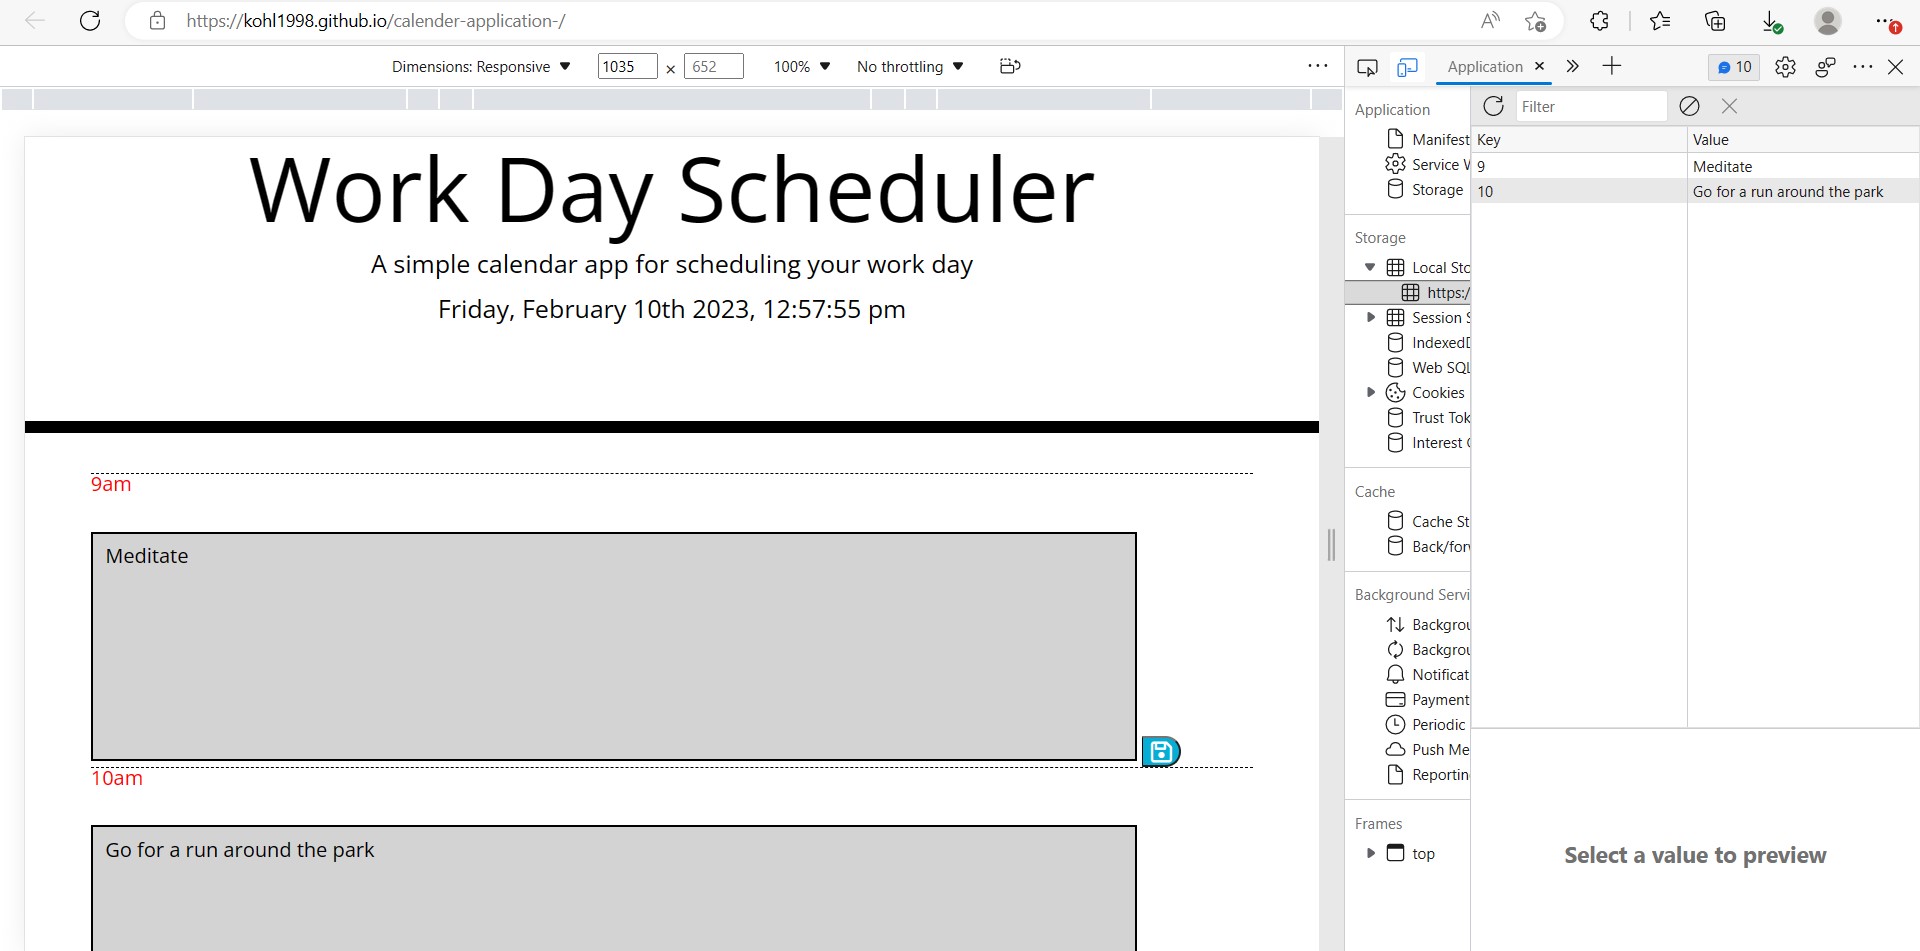 https://kohl1998.github.io/calender-application-/
Dimensions: Responsive 1035 × 652 100% No throttling
Application × 10
Work Day Scheduler
A simple calendar app for scheduling your work day
Friday, February 10th 2023, 12:57:55 pm
9am
Meditate
10am
Go for a run around the park
Application
Manifest
Service W
Storage
Storage
Local Sto
https:/
Session S
IndexedD
Web SQL
Cookies
Trust Tok
Interest G
Cache
Cache St
Back/forw
Background Servi
Backgrou
Backgrou
Notificat
Payment
Periodic
Push Me
Reportin
Frames
top
Filter
Key Value
9 Meditate
10 Go for a run around the park
Select a value to preview